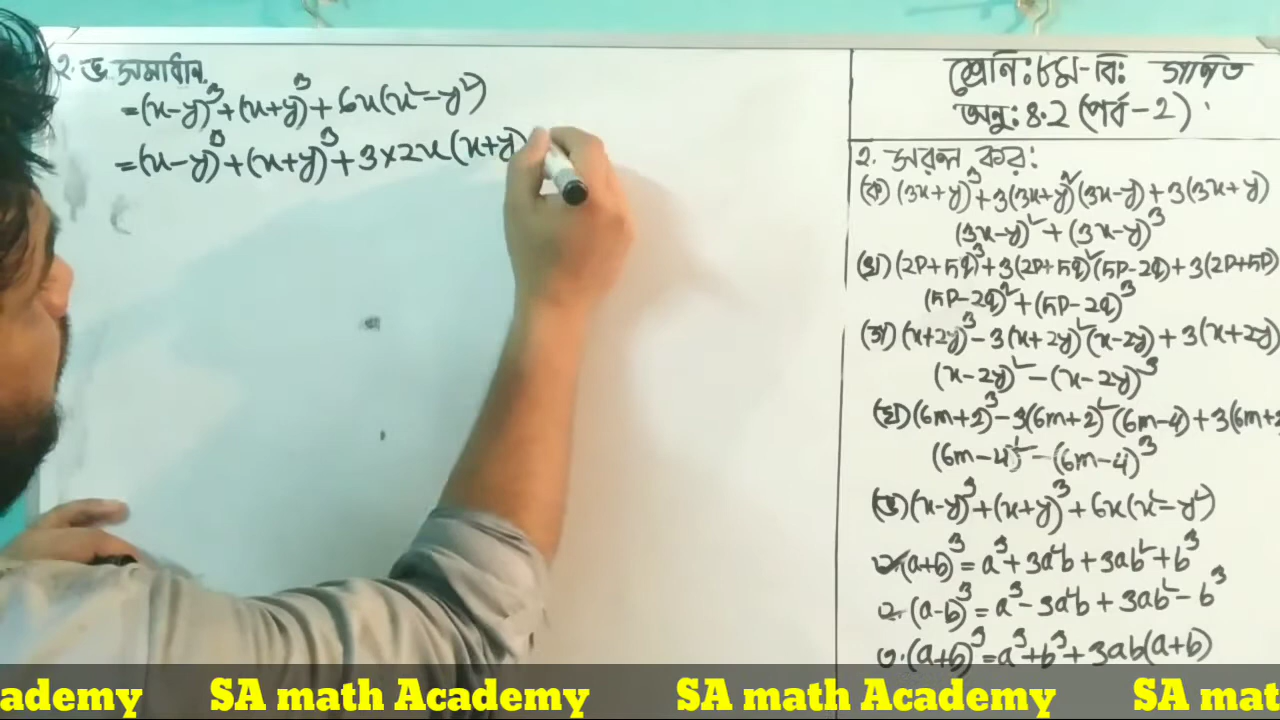 ২. ঙ সমাধান.
= (x-y)³ + (x+y)³ + 6x(x² - y²)
= (x-y)³ + (x+y)³ + 3×2x (x+y)
শ্রেণি: ৮ম-বি: গণিত
অনু: ৪.২ (পর্ব - 2)
২. সরল কর:
(ক) (3x+y)³ + 3(3x+y)²(3x-y) + 3(3x+y)
(3x-y)² + (3x-y)³
(খ) (2p+5q)³ + 3(2p+5q)²(5p-2q) + 3(2p+5p)
(5p-2q)² + (5p-2q)³
(গ) (x+2y)³ - 3(x+2y)²(x-2y) + 3(x+2y)
(x-2y)² - (x-2y)³
(ঘ) (6m+2)³ - 3(6m+2)²(6m-4) + 3(6m+2
(6m-4)² - (6m-4)³
(ঙ) (x-y)³ + (x+y)³ + 6x(x² - y²)
১. (a+b)³ = a³ + 3a²b + 3ab² + b³
২. (a-b)³ = a³ - 3a²b + 3ab² - b³
৩. (a+b)³ = a³ + b³ + 3ab(a+b)
ademy SA math Academy SA math Academy SA mat